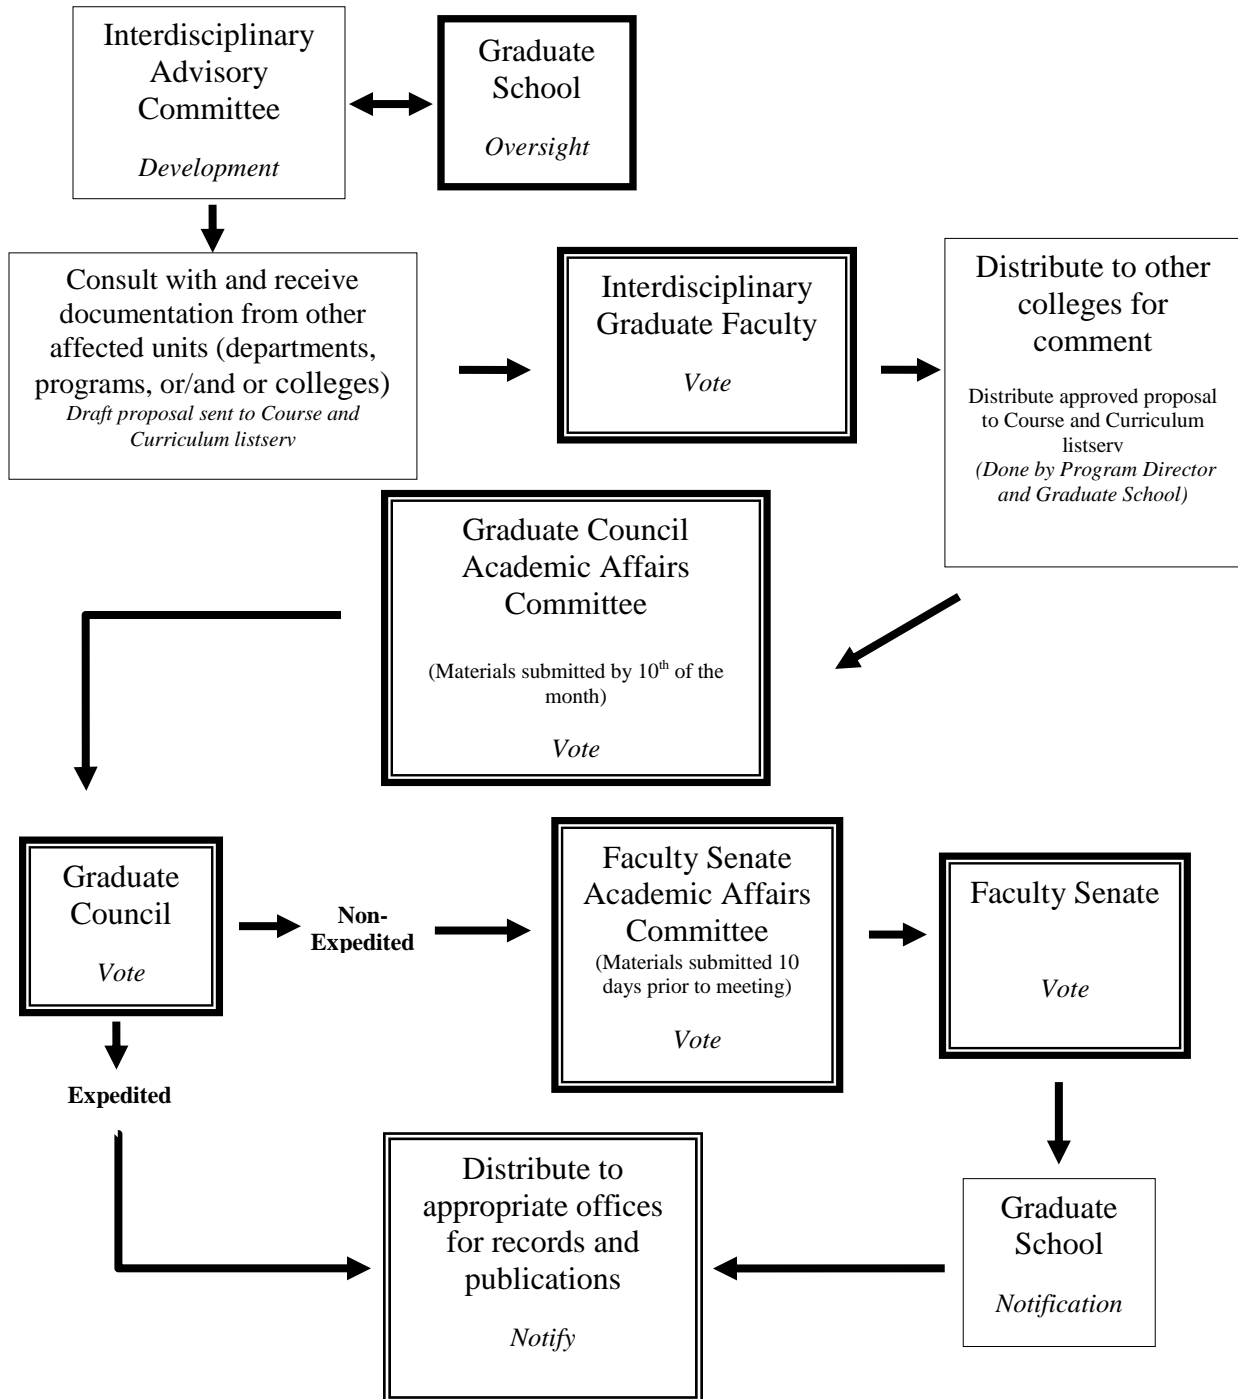 Interdisciplinary
Advisory
Committee
Development
Graduate
School
Oversight
Consult with and receive
documentation from other
affected units (departments,
programs, or/and or colleges)
Draft proposal sent to Course and
Curriculum listserv
Interdisciplinary
Graduate Faculty
Vote
Distribute to other
colleges for
comment
Distribute approved proposal
to Course and Curriculum
listserv
(Done by Program Director
and Graduate School)
Graduate Council
Academic Affairs
Committee
(Materials submitted by 10th of the
month)
Vote
Graduate
Council
Vote
Non-
Expedited
Faculty Senate
Academic Affairs
Committee
(Materials submitted 10
days prior to meeting)
Vote
Faculty Senate
Vote
Expedited
Distribute to
appropriate offices
for records and
publications
Notify
Graduate
School
Notification